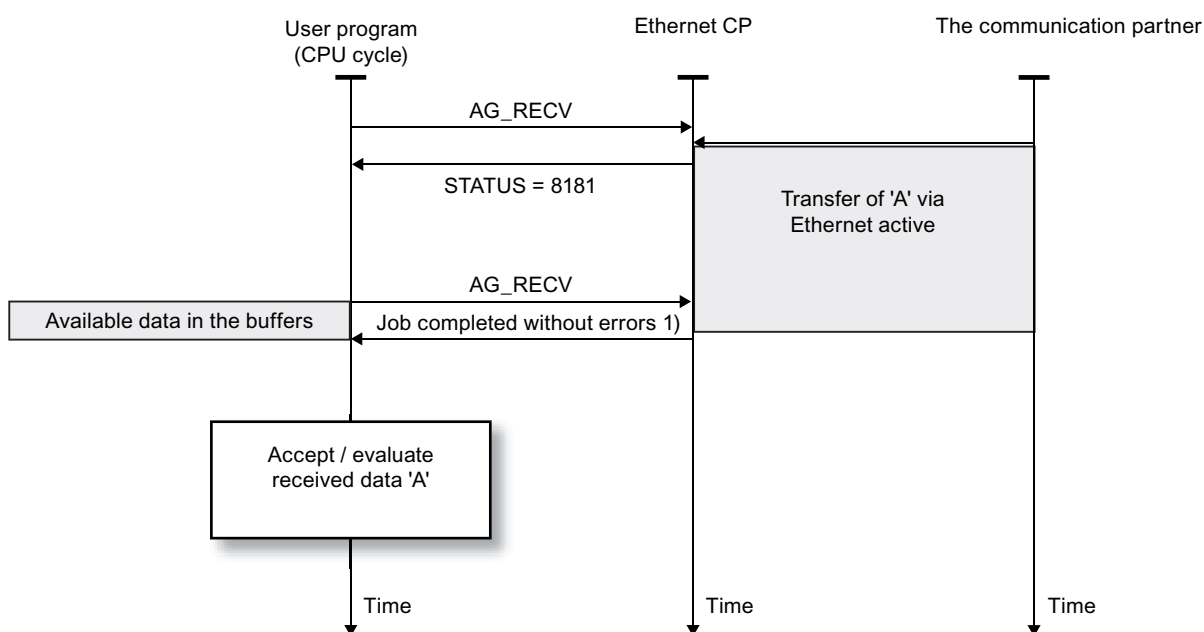 User program
(CPU cycle)
Ethernet CP
The communication partner
AG_RECV
STATUS = 8181
Transfer of 'A' via
Ethernet active
AG_RECV
Available data in the buffers
Job completed without errors 1)
Accept / evaluate
received data 'A'
Time
Time
Time